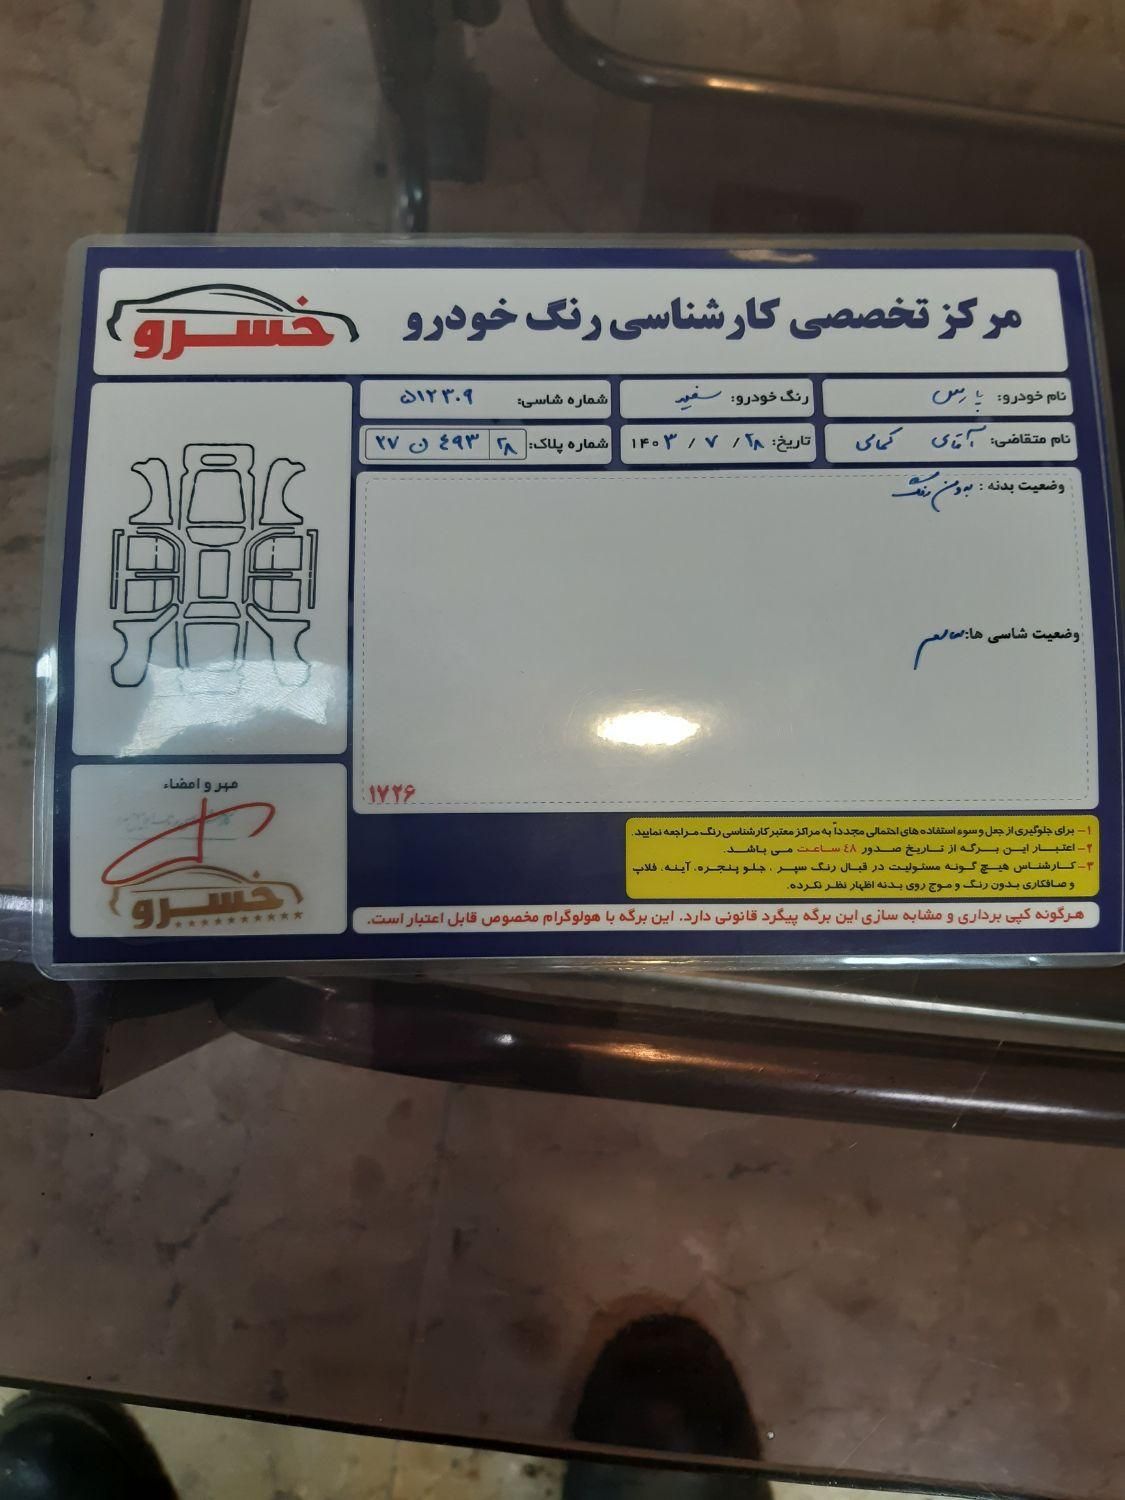 مرکز تخصصی کارشناسی رنگ خودرو
خسرو
نام خودرو: پارس
رنگ خودرو: سفید
شماره شاسی: ۵۱۲۳۰۹
نام متقاضی: آقای
تاریخ: ۲۸ / ۷ / ۱۴۰۳
شماره پلاک: ۲۸ ۲۷ ن ۴۹۳
وضعیت بدنه : بدون رنگ
وضعیت شاسی ها: سالم
۱۷۲۶
مهر و امضاء
خسرو
۱- برای جلوگیری از جعل و سوء استفاده های احتمالی مجدداً به مراکز معتبر کارشناسی رنگ مراجعه نمایید.
۲- اعتبار این برگه از تاریخ صدور ۴۸ ساعت می باشد.
۳- کارشناس هیچ گونه مسئولیت در قبال رنگ سپر ، جلو پنجره، آینه، قلاب
و صافکاری بدون رنگ و موج روی بدنه اظهار نظر نکرده.
هرگونه کپی برداری و مشابه سازی این برگه پیگرد قانونی دارد. این برگه با هولوگرام مخصوص قابل اعتبار است.